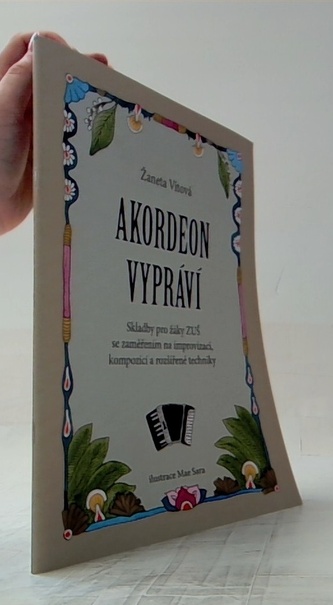 Žaneta Vítová
AKORDEON
VYPRÁVÍ
Skladby pro žáky ZUŠ
se zaměřením na improvizaci,
kompozici a rozšířené techniky
ilustrace Mae Sara